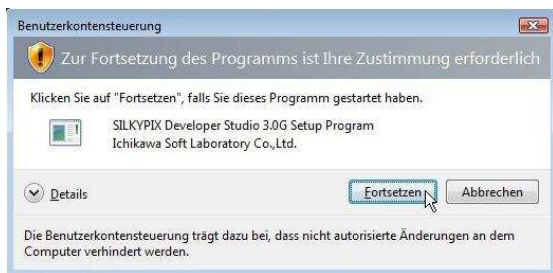 Benutzerkontensteuerung
Zur Fortsetzung des Programms ist Ihre Zustimmung erforderlich
Klicken Sie auf "Fortsetzen", falls Sie dieses Programm gestartet haben.
SILKYPIX Developer Studio 3.0G Setup Program
Ichikawa Soft Laboratory Co.,Ltd.
Details
Fortsetzen
Abbrechen
Die Benutzerkontensteuerung trägt dazu bei, dass nicht autorisierte Änderungen an dem
Computer verhindert werden.